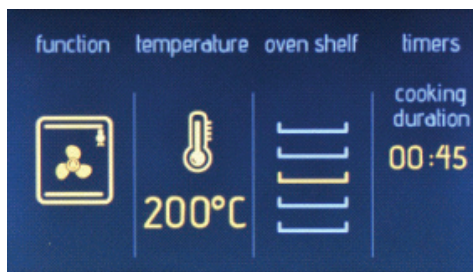 function temperature oven shelf timers
cooking
duration
00:45
200°C